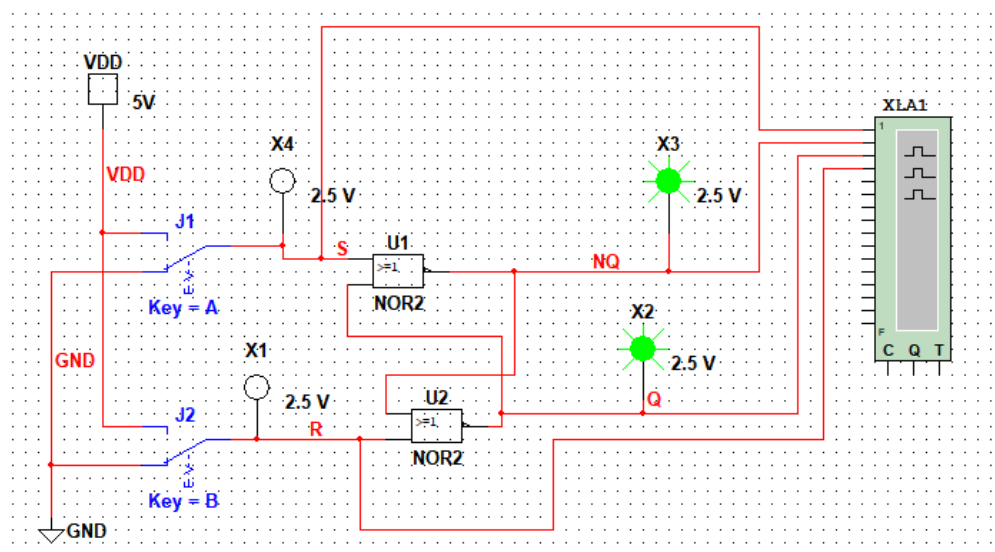 VDD
5V
XLA1
1
X4
X3
VDD
2.5 V
2.5 V
J1
S
U1
>=1
NQ
Key = A
NOR2
X2
F
C Q T
GND
X1
2.5 V
2.5 V
U2
Q
J2
R
>=1
NOR2
Key = B
GND